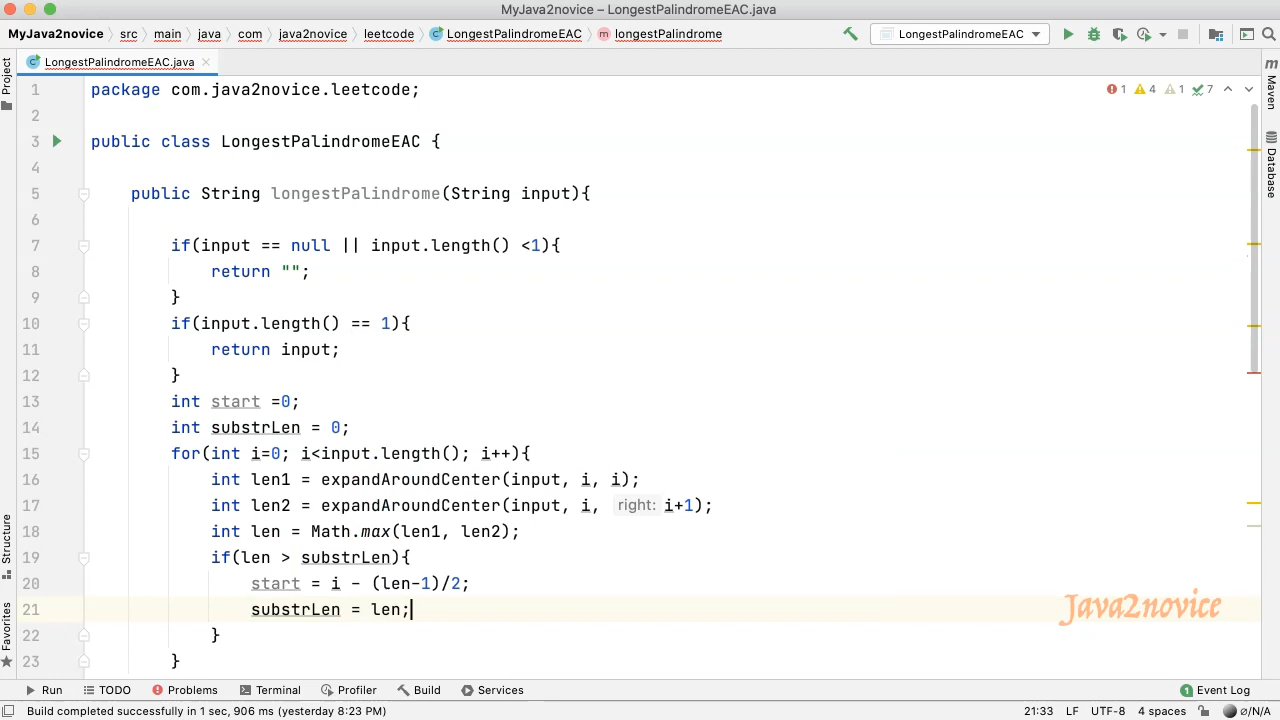 MyJava2novice – LongestPalindromeEAC.java
MyJava2novice src main java com java2novice leetcode LongestPalindromeEAC longestPalindrome LongestPalindromeEAC
Project
LongestPalindromeEAC.java
1 package com.java2novice.leetcode; 1 4 1 7
2
3 public class LongestPalindromeEAC {
4
5 public String longestPalindrome(String input){
6
7 if(input == null || input.length() <1){
8 return "";
9 }
10 if(input.length() == 1){
11 return input;
12 }
13 int start =0;
14 int substrLen = 0;
15 for(int i=0; i<input.length(); i++){
16 int len1 = expandAroundCenter(input, i, i);
17 int len2 = expandAroundCenter(input, i, right: i+1);
18 int len = Math.max(len1, len2);
19 if(len > substrLen){
20 start = i - (len-1)/2;
21 substrLen = len;
22 }
23 }
Java2novice
Structure
Favorites
m
Maven
Database
Run TODO Problems Terminal Profiler Build Services 1 Event Log
Build completed successfully in 1 sec, 906 ms (yesterday 8:23 PM) 21:33 LF UTF-8 4 spaces ⌀/N/A